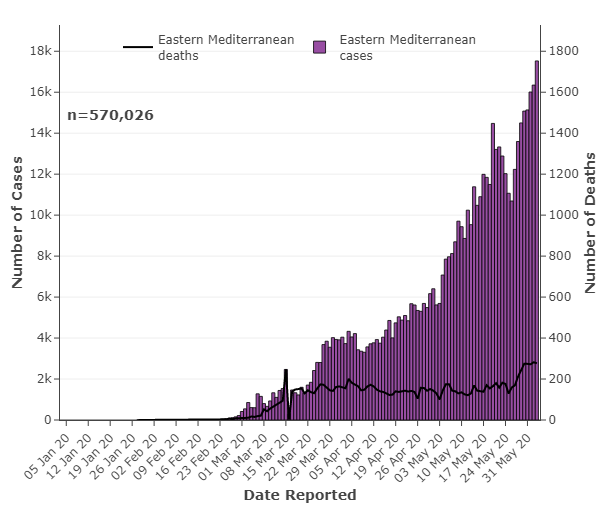 Eastern Mediterranean
deaths
Eastern Mediterranean
cases
n=570,026
Number of Cases
18k
16k
14k
12k
10k
8k
6k
4k
2k
0
Number of Deaths
1800
1600
1400
1200
1000
800
600
400
200
0
05 Jan 20
12 Jan 20
19 Jan 20
26 Jan 20
02 Feb 20
09 Feb 20
16 Feb 20
23 Feb 20
01 Mar 20
08 Mar 20
15 Mar 20
22 Mar 20
29 Mar 20
05 Apr 20
12 Apr 20
19 Apr 20
26 Apr 20
03 May 20
10 May 20
17 May 20
24 May 20
31 May 20
Date Reported